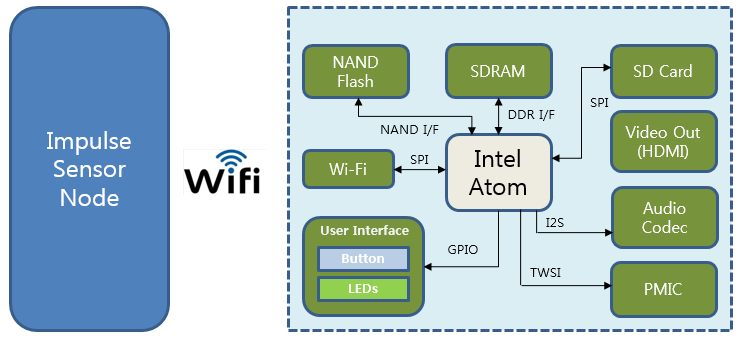 Impulse
Sensor
Node
Wifi
NAND
Flash
SDRAM
SD Card
NAND I/F
DDR I/F
SPI
Video Out
(HDMI)
Wi-Fi
SPI
Intel
Atom
User Interface
Button
LEDs
GPIO
I2S
Audio
Codec
TWSI
PMIC